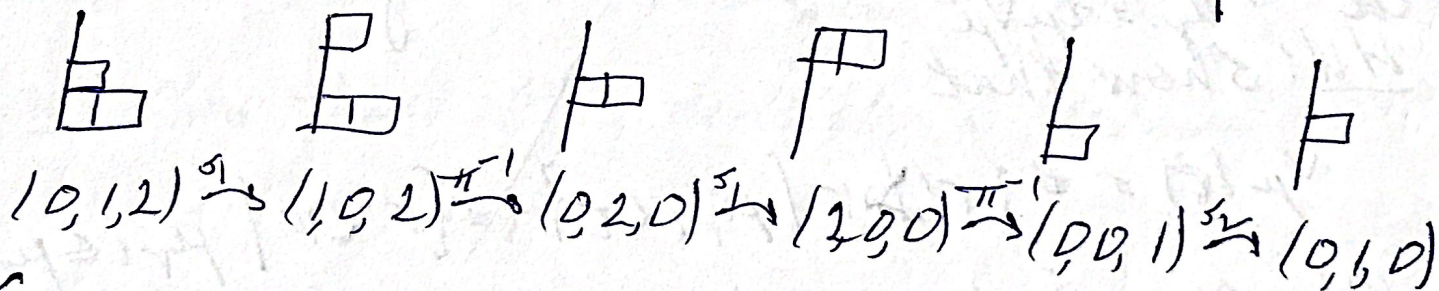 (0,1,2) s₁→ (1,0,2) π⁻¹→ (0,2,0) s₁→ (2,0,0) π⁻¹→ (0,0,1) s₂→ (0,1,0)